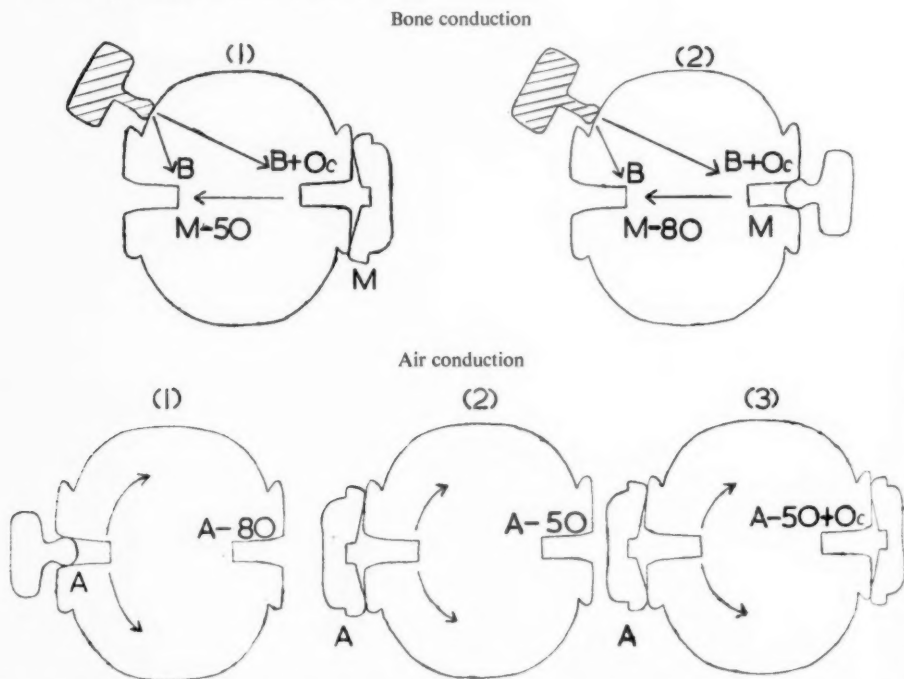 Bone conduction
(1) (2)
B B+Oc B B+Oc
M-50 M-80 M
M
Air conduction
(1) (2) (3)
A-80 A-50 A-50+Oc
A A A